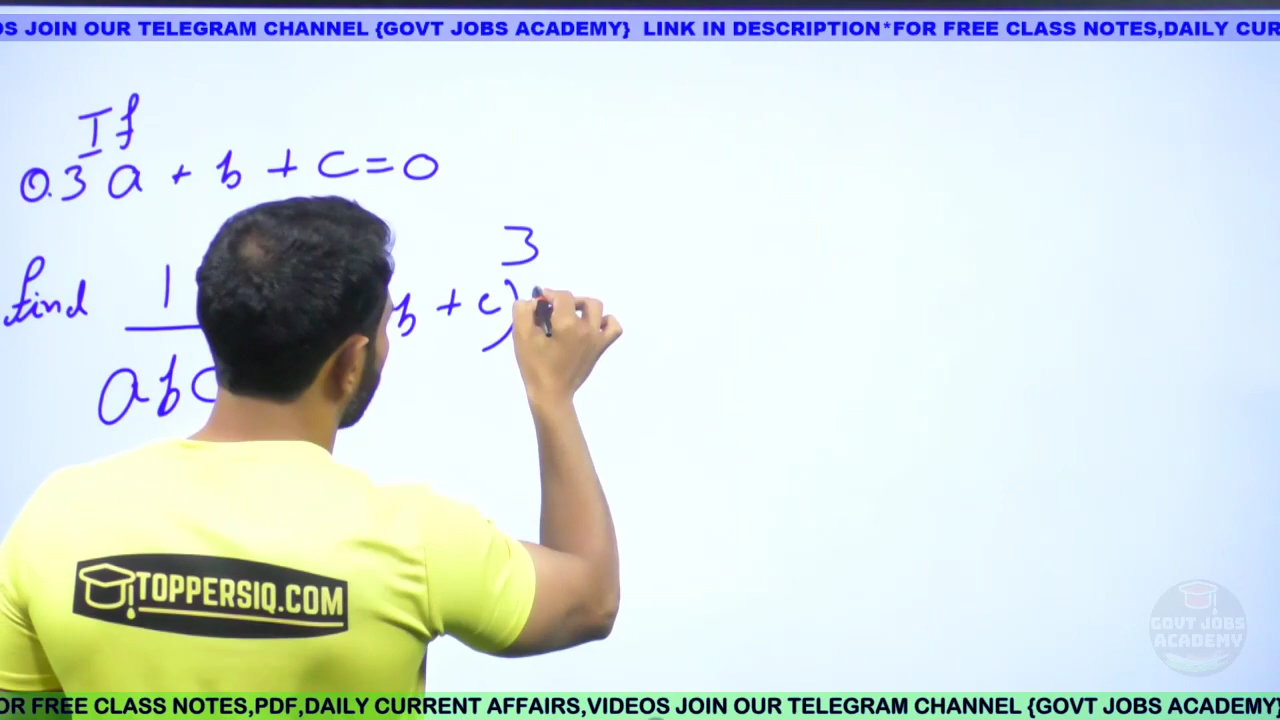 OS JOIN OUR TELEGRAM CHANNEL {GOVT JOBS ACADEMY} LINK IN DESCRIPTION*FOR FREE CLASS NOTES,DAILY CUR
If
0.3 a + b + c = 0
find 1 b + c) 3
abc
TOPPERSIQ.COM
GOVT JOBS
ACADEMY
OR FREE CLASS NOTES,PDF,DAILY CURRENT AFFAIRS,VIDEOS JOIN OUR TELEGRAM CHANNEL {GOVT JOBS ACADEMY}